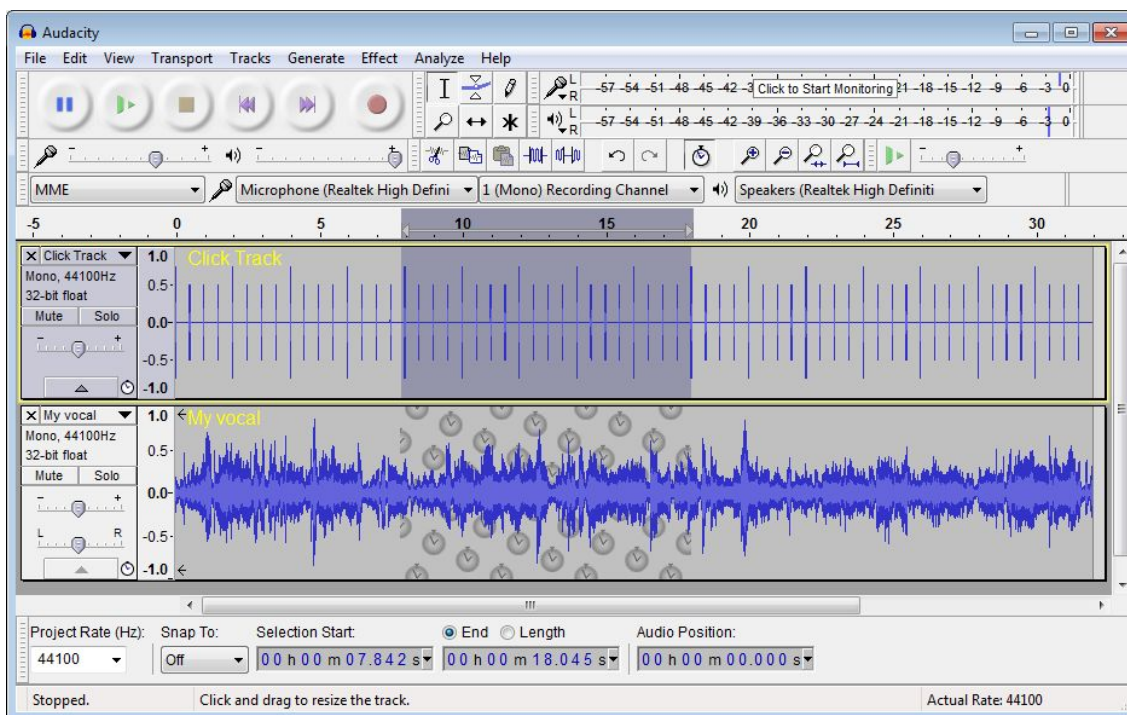 Audacity
File Edit View Transport Tracks Generate Effect Analyze Help
L
R
-57 -54 -51 -48 -45 -42 -3 Click to Start Monitoring 21 -18 -15 -12 -9 -6 -3 0
L
R
-57 -54 -51 -48 -45 -42 -39 -36 -33 -30 -27 -24 -21 -18 -15 -12 -9 -6 -3 0
- +
- +
- +
MME Microphone (Realtek High Defini 1 (Mono) Recording Channel Speakers (Realtek High Definiti
-5 0 5 10 15 20 25 30
X Click Track 1.0 Click Track
Mono, 44100Hz
32-bit float 0.5
Mute Solo 0.0
- +
-0.5
-1.0
X My vocal 1.0 My vocal
Mono, 44100Hz
32-bit float 0.5
Mute Solo
- + 0.0
L R -0.5
-1.0
Project Rate (Hz): Snap To: Selection Start: End Length Audio Position:
44100 Off 00 h 00 m 07.842 s 00 h 00 m 18.045 s 00 h 00 m 00.000 s
Stopped. Click and drag to resize the track. Actual Rate: 44100